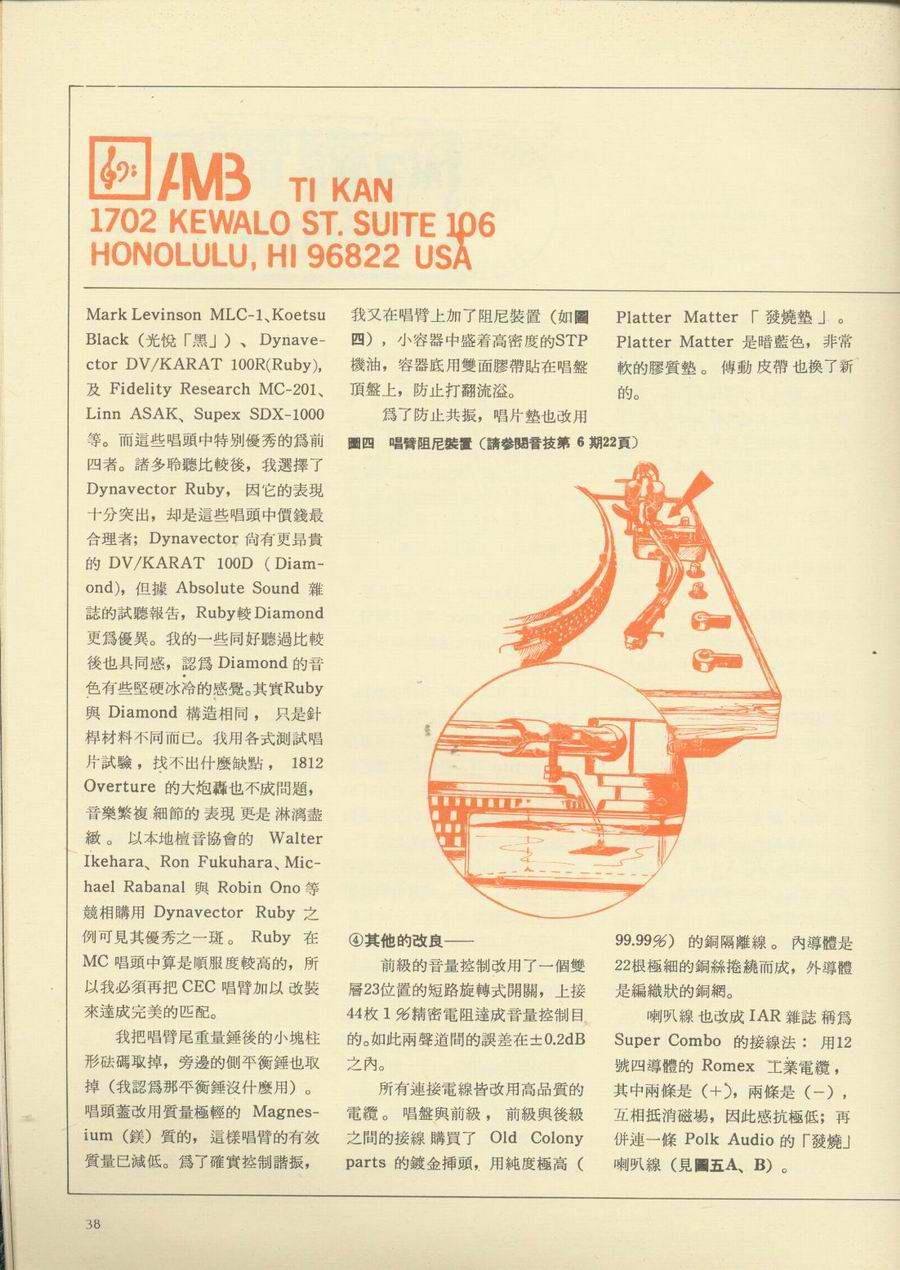 AMB TI KAN
1702 KEWALO ST. SUITE 106
HONOLULU, HI 96822 USA
Mark Levinson MLC-1、Koetsu
Black（光悅「黑」）、Dynave-
ctor DV/KARAT 100R(Ruby),
及 Fidelity Research MC-201、
Linn ASAK、Supex SDX-1000
等。而這些唱頭中特別優秀的爲前
四者。諸多聆聽比較後，我選擇了
Dynavector Ruby，因它的表現
十分突出，却是這些唱頭中價錢最
合理者；Dynavector 尙有更昻貴
的 DV/KARAT 100D（Diam-
ond)，但據 Absolute Sound 雜
誌的試聽報告，Ruby較Diamond
更爲優異。我的一些同好聽過比較
後也具同感，認爲 Diamond 的音
色有些堅硬冰冷的感覺。其實Ruby
與 Diamond 構造相同，只是針
桿材料不同而已。我用各式測試唱
片試驗，找不出什麼缺點，1812
Overture 的大炮轟也不成問題，
音樂繁複細節的表現更是淋漓盡
緻。以本地檀音協會的 Walter
Ikehara、Ron Fukuhara、Mic-
hael Rabanal 與 Robin Ono 等
競相購用 Dynavector Ruby 之
例可見其優秀之一斑。Ruby 在
MC 唱頭中算是順服度較高的，所
以我必須再把 CEC 唱臂加以改裝
來達成完美的匹配。
我把唱臂尾重量錘後的小塊柱
形砝碼取掉，旁邊的側平衡錘也取
掉（我認爲那平衡錘沒什麼用）。
唱頭蓋改用質量極輕的 Magnes-
ium（鎂）質的，這樣唱臂的有效
質量已減低。爲了確實控制諧振，
我又在唱臂上加了阻尼裝置（如圖
四），小容器中盛着高密度的STP
機油，容器底用雙面膠帶貼在唱盤
頂盤上，防止打翻流溢。
爲了防止共振，唱片墊也改用
Platter Matter「發燒墊」。
Platter Matter 是暗藍色，非常
軟的膠質墊。傳動皮帶也換了新
的。
圖四 唱臂阻尼裝置（請參閱音技第 6 期22頁）
④其他的改良——
前級的音量控制改用了一個雙
層23位置的短路旋轉式開關，上接
44枚 1 %精密電阻達成音量控制目
的。如此兩聲道間的誤差在±0.2dB
之內。
所有連接電線皆改用高品質的
電纜。唱盤與前級，前級與後級
之間的接線購買了 Old Colony
parts 的鍍金揷頭，用純度極高（
99.99%）的銅隔離線。內導體是
22根極細的銅絲捲繞而成，外導體
是編織狀的銅網。
喇叭線也改成 IAR 雜誌稱爲
Super Combo 的接線法：用12
號四導體的 Romex 工業電纜，
其中兩條是（+），兩條是（−），
互相抵消磁場，因此感抗極低；再
併連一條 Polk Audio 的「發燒」
喇叭線（見圖五A、B）。
38